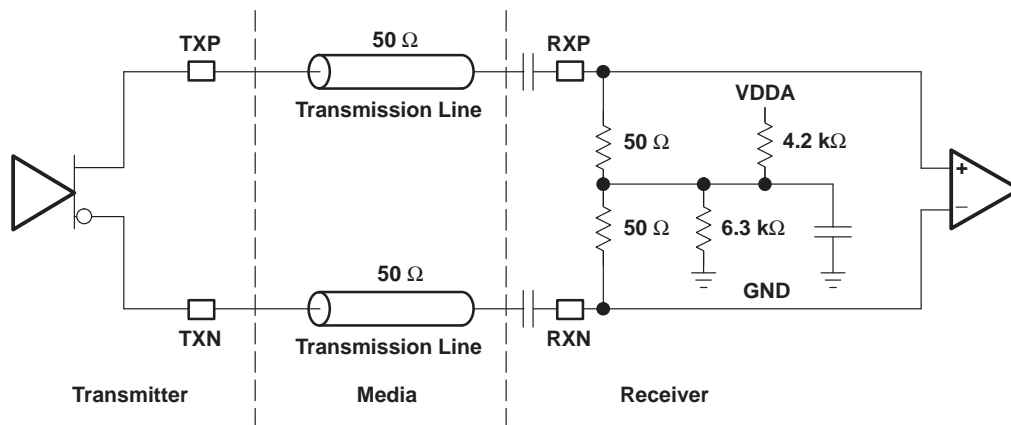 TXP
50 Ω
RXP
Transmission Line
VDDA
50 Ω
4.2 kΩ
+
–
50 Ω
6.3 kΩ
50 Ω
GND
TXN
Transmission Line
RXN
Transmitter
Media
Receiver